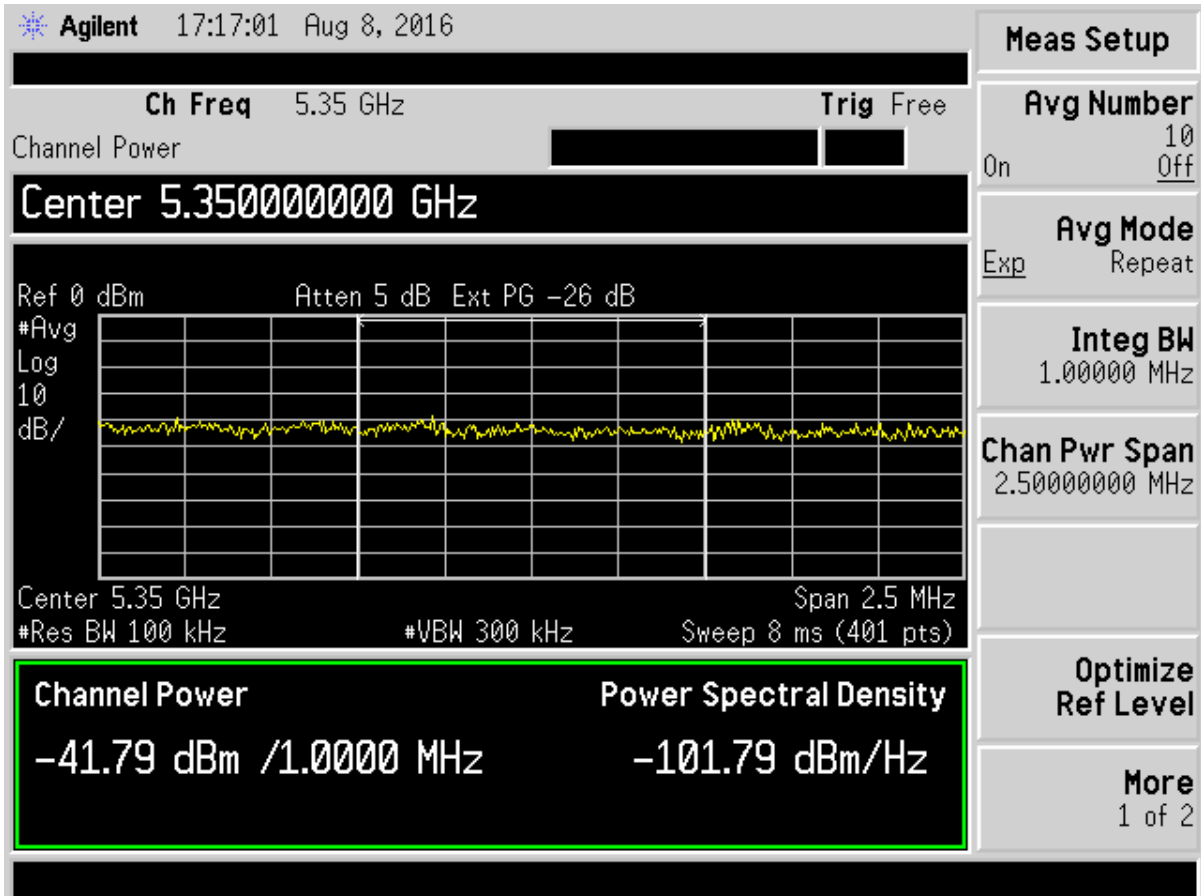 Agilent 17:17:01 Aug 8, 2016
Meas Setup
Ch Freq 5.35 GHz Trig Free
Channel Power
Avg Number
10
On Off
Center 5.350000000 GHz
Avg Mode
Exp Repeat
Ref 0 dBm Atten 5 dB Ext PG -26 dB
#Avg
Log
10
dB/
Integ BW
1.00000 MHz
Chan Pwr Span
2.50000000 MHz
Center 5.35 GHz Span 2.5 MHz
#Res BW 100 kHz #VBW 300 kHz Sweep 8 ms (401 pts)
Channel Power Power Spectral Density
-41.79 dBm /1.0000 MHz -101.79 dBm/Hz
Optimize
Ref Level
More
1 of 2